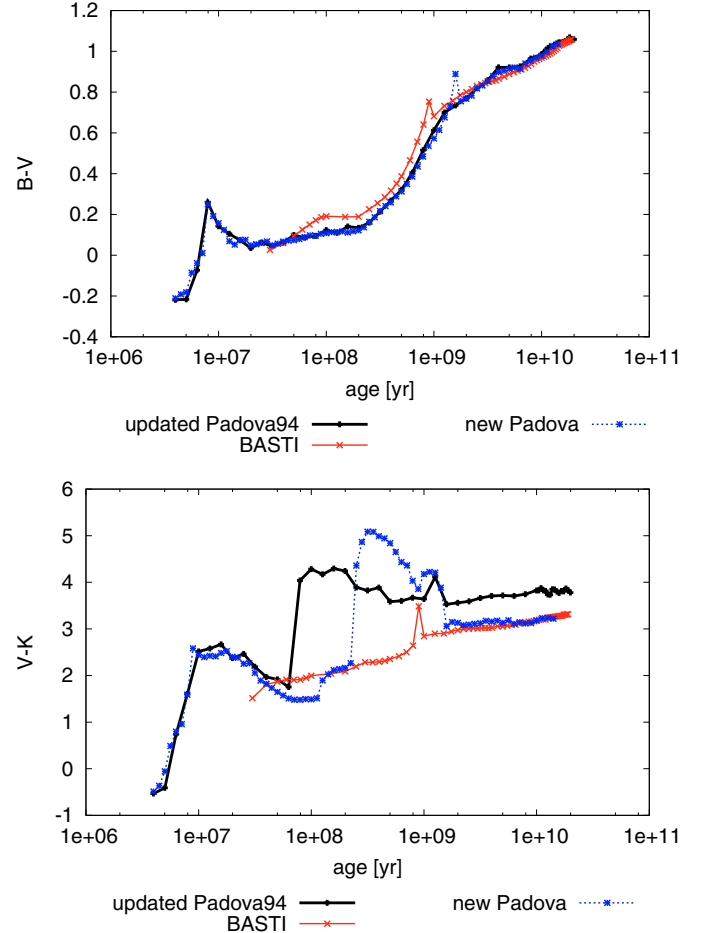 1.2
1
0.8
0.6
0.4
0.2
0
-0.2
-0.4
B-V
1e+06 1e+07 1e+08 1e+09 1e+10 1e+11
age [yr]
updated Padova94 new Padova
BASTI
6
5
4
3
2
1
0
-1
V-K
1e+06 1e+07 1e+08 1e+09 1e+10 1e+11
age [yr]
updated Padova94 new Padova
BASTI